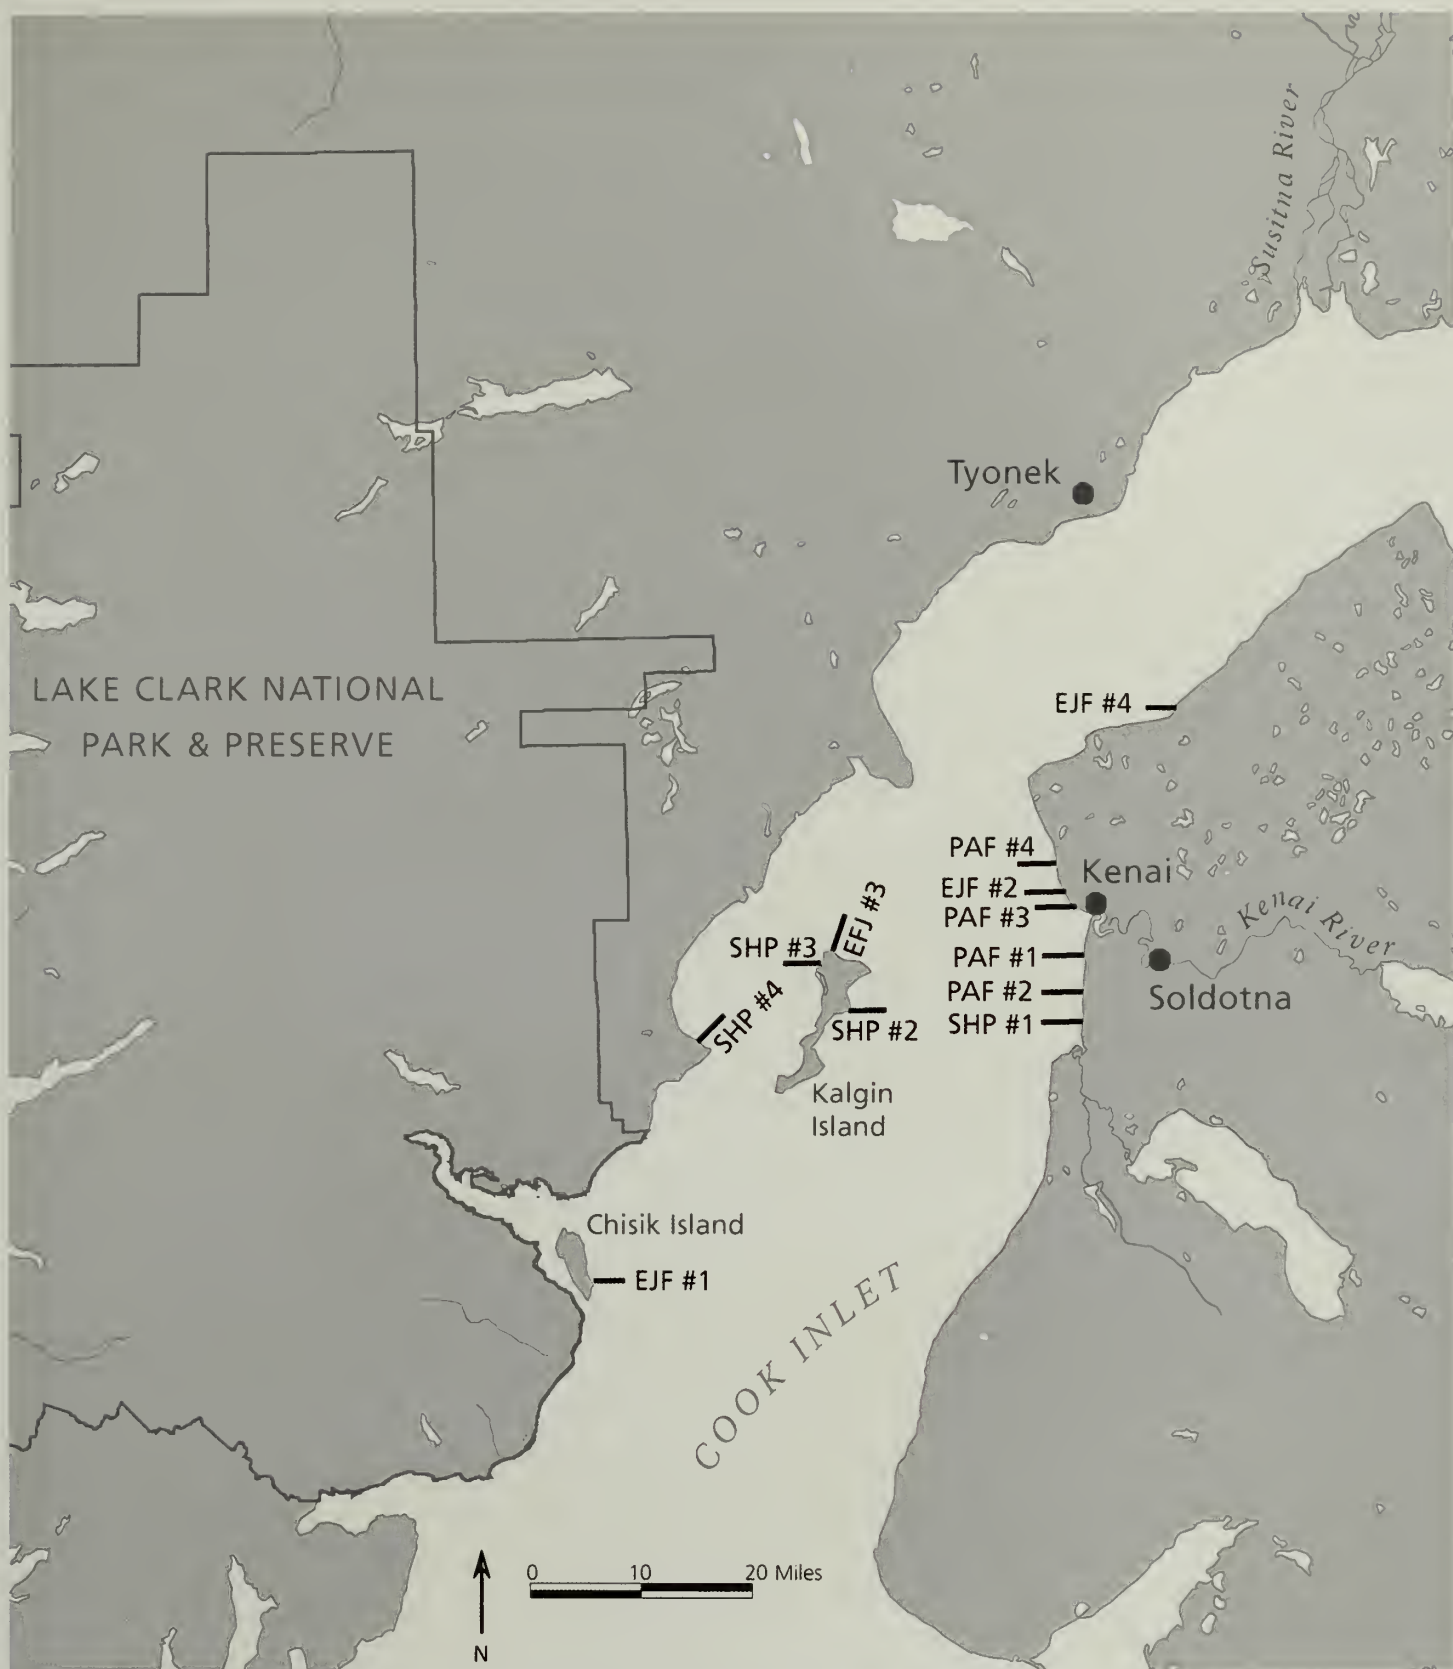 Susitna River
Tyonek
LAKE CLARK NATIONAL
PARK & PRESERVE
EJF #4
PAF #4
Kenai
EJF #2
PAF #3
Kenai River
EFJ #3
SHP #3
PAF #1
SHP #4
PAF #2
Soldotna
SHP #2
SHP #1
Kalgin
Island
Chisik Island
EJF #1
COOK INLET
0 10 20 Miles
N